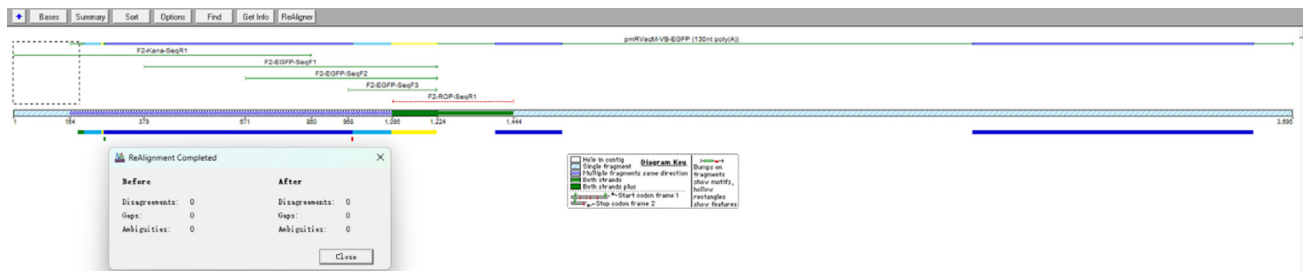 Bases Summary Sort Options Find Get Info ReAligner
pmRVacM-VB-EGFP (130nt poly(A))
F2-Kana-SeqR1
F2-EGFP-SeqF1
F2-EGFP-SeqF2
F2-EGFP-SeqF3
F2-ROP-SeqR1
1 164 379 671 860 968 1,095 1,224 1,444 3,695
ReAlignment Completed
Before After
Disagreements: 0 Disagreements: 0
Gaps: 0 Gaps: 0
Ambiguities: 0 Ambiguities: 0
Close
Hole in contig
Single fragment
Diagram Key
Multiple fragments same direction
Both strands
Both strands plus
Start codon frame 1
Stop codon frame 2
Bumps on
fragments
show motifs,
hollow
rectangles
show features